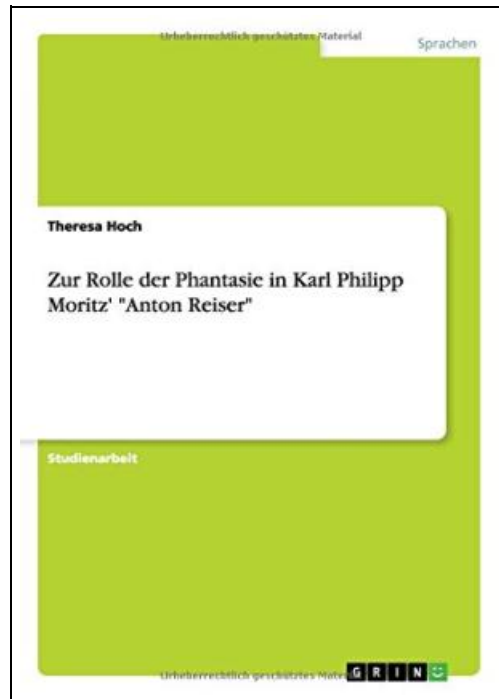 Urheberrechtlich geschütztes Material
Sprachen
Theresa Hoch
Zur Rolle der Phantasie in Karl Philipp
Moritz' "Anton Reiser"
Studienarbeit
Urheberrechtlich geschütztes Mater
GRIN